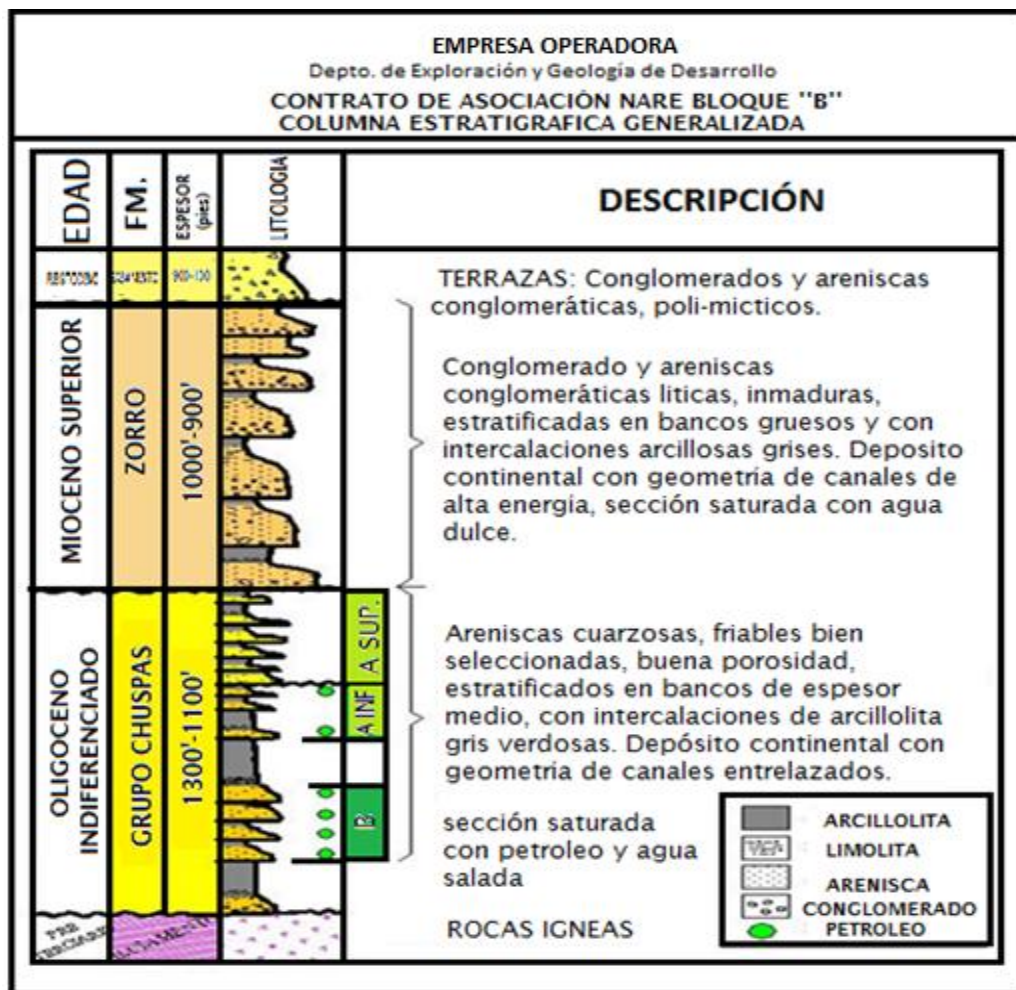 EMPRESA OPERADORA
Depto. de Exploración y Geología de Desarrollo
CONTRATO DE ASOCIACIÓN NARE BLOQUE "B"
COLUMNA ESTRATIGRAFICA GENERALIZADA
EDAD
FM.
ESPESOR
(pies)
LITOLOGIA
DESCRIPCIÓN
TERRAZAS: Conglomerados y areniscas
conglomeráticas, poli-micticos.
MIOCENO SUPERIOR
ZORRO
1000'-900'
Conglomerado y areniscas
conglomeráticas liticas, inmaduras,
estratificadas en bancos gruesos y con
intercalaciones arcillosas grises. Deposito
continental con geometría de canales de
alta energia, sección saturada con agua
dulce.
OLIGOCENO
INDIFERENCIADO
GRUPO CHUSPAS
1300'-1100'
A SUP.
A INF
B
Areniscas cuarzosas, friables bien
seleccionadas, buena porosidad,
estratificados en bancos de espesor
medio, con intercalaciones de arcillolita
gris verdosas. Depósito continental con
geometria de canales entrelazados.
sección saturada
con petroleo y agua
salada
PRE
ROCAS IGNEAS
ARCILLOLITA
LIMOLITA
ARENISCA
CONGLOMERADO
PETROLEO